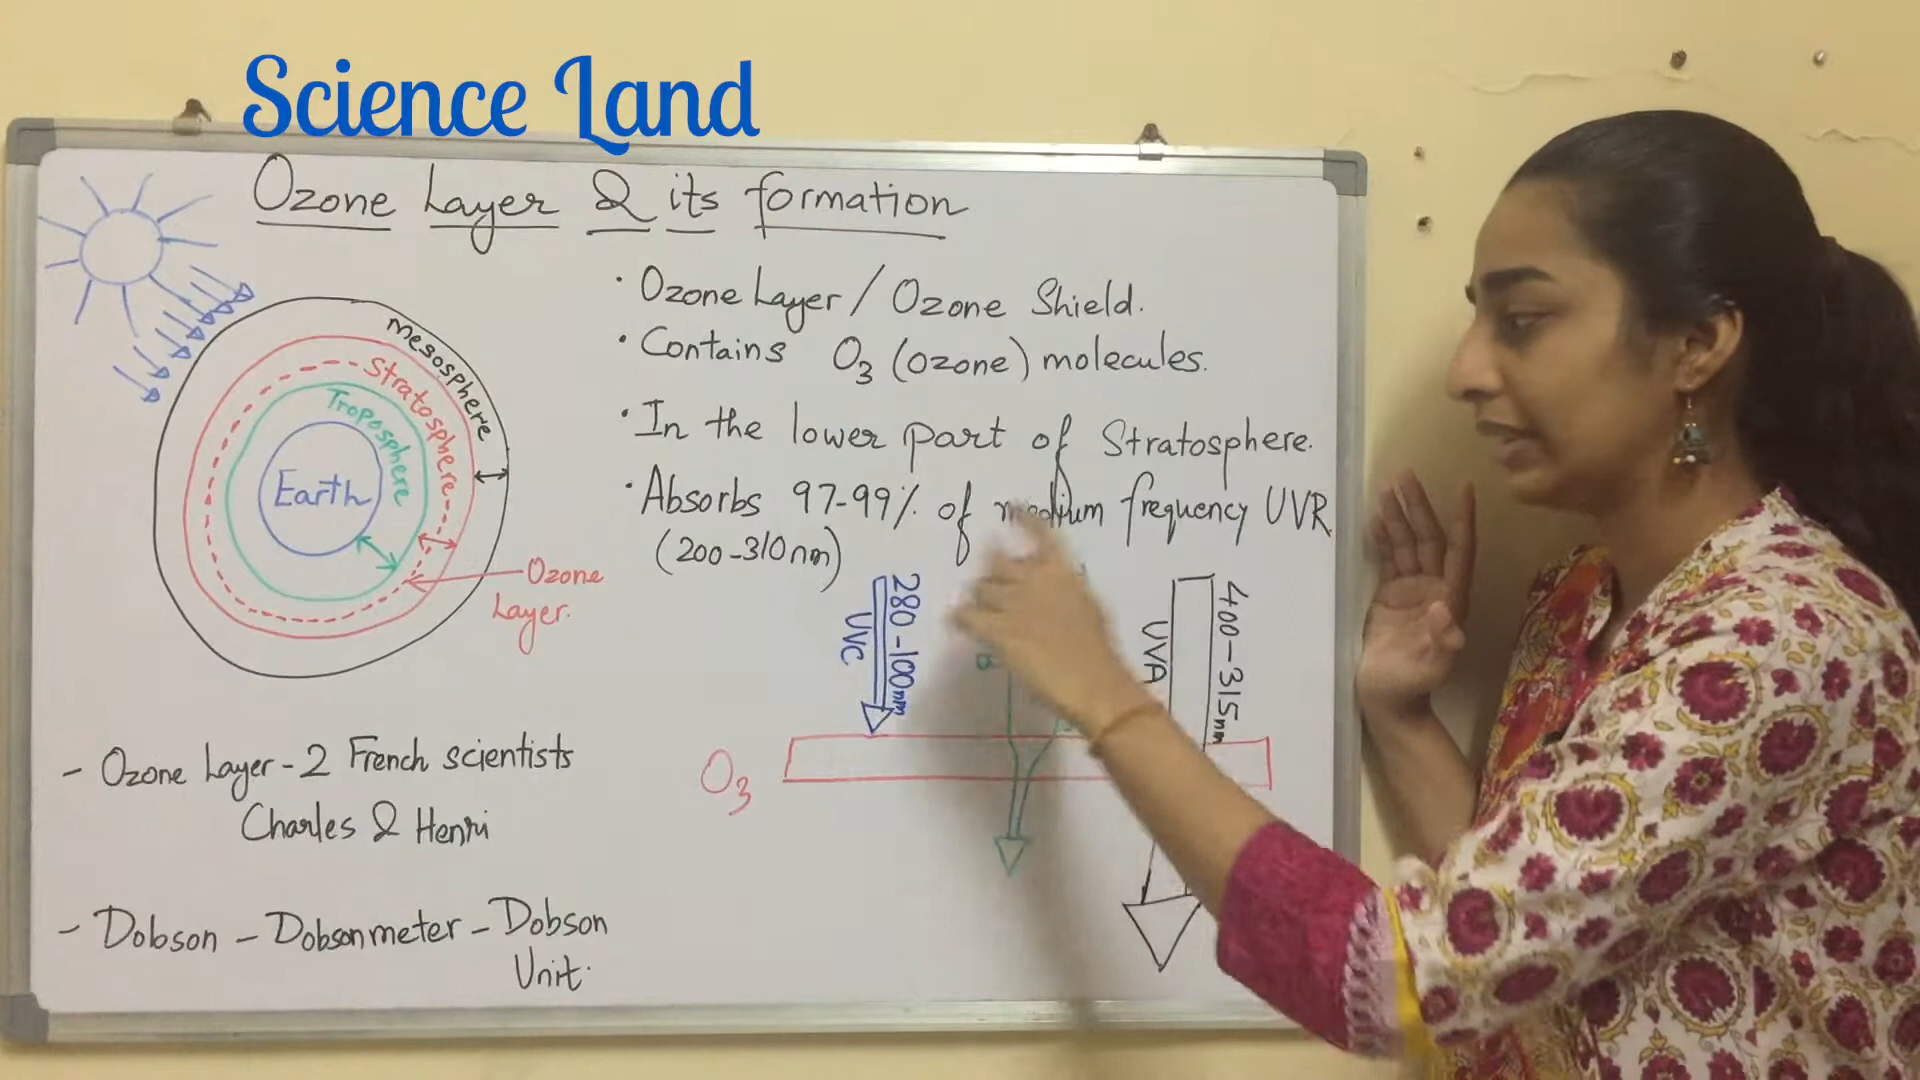 Science Land
Ozone Layer & its formation
Mesosphere
Stratosphere
Troposphere
Earth
Ozone
Layer.
· Ozone Layer / Ozone Shield.
· Contains O3 (ozone) molecules.
· In the lower part of Stratosphere.
· Absorbs 97-99% of medium frequency UVR
(200-310nm)
280-100nm
UVC
B
UVA
400-315nm
O3
- Ozone Layer - 2 French scientists
Charles & Henri
- Dobson - Dobsonmeter - Dobson
Unit.